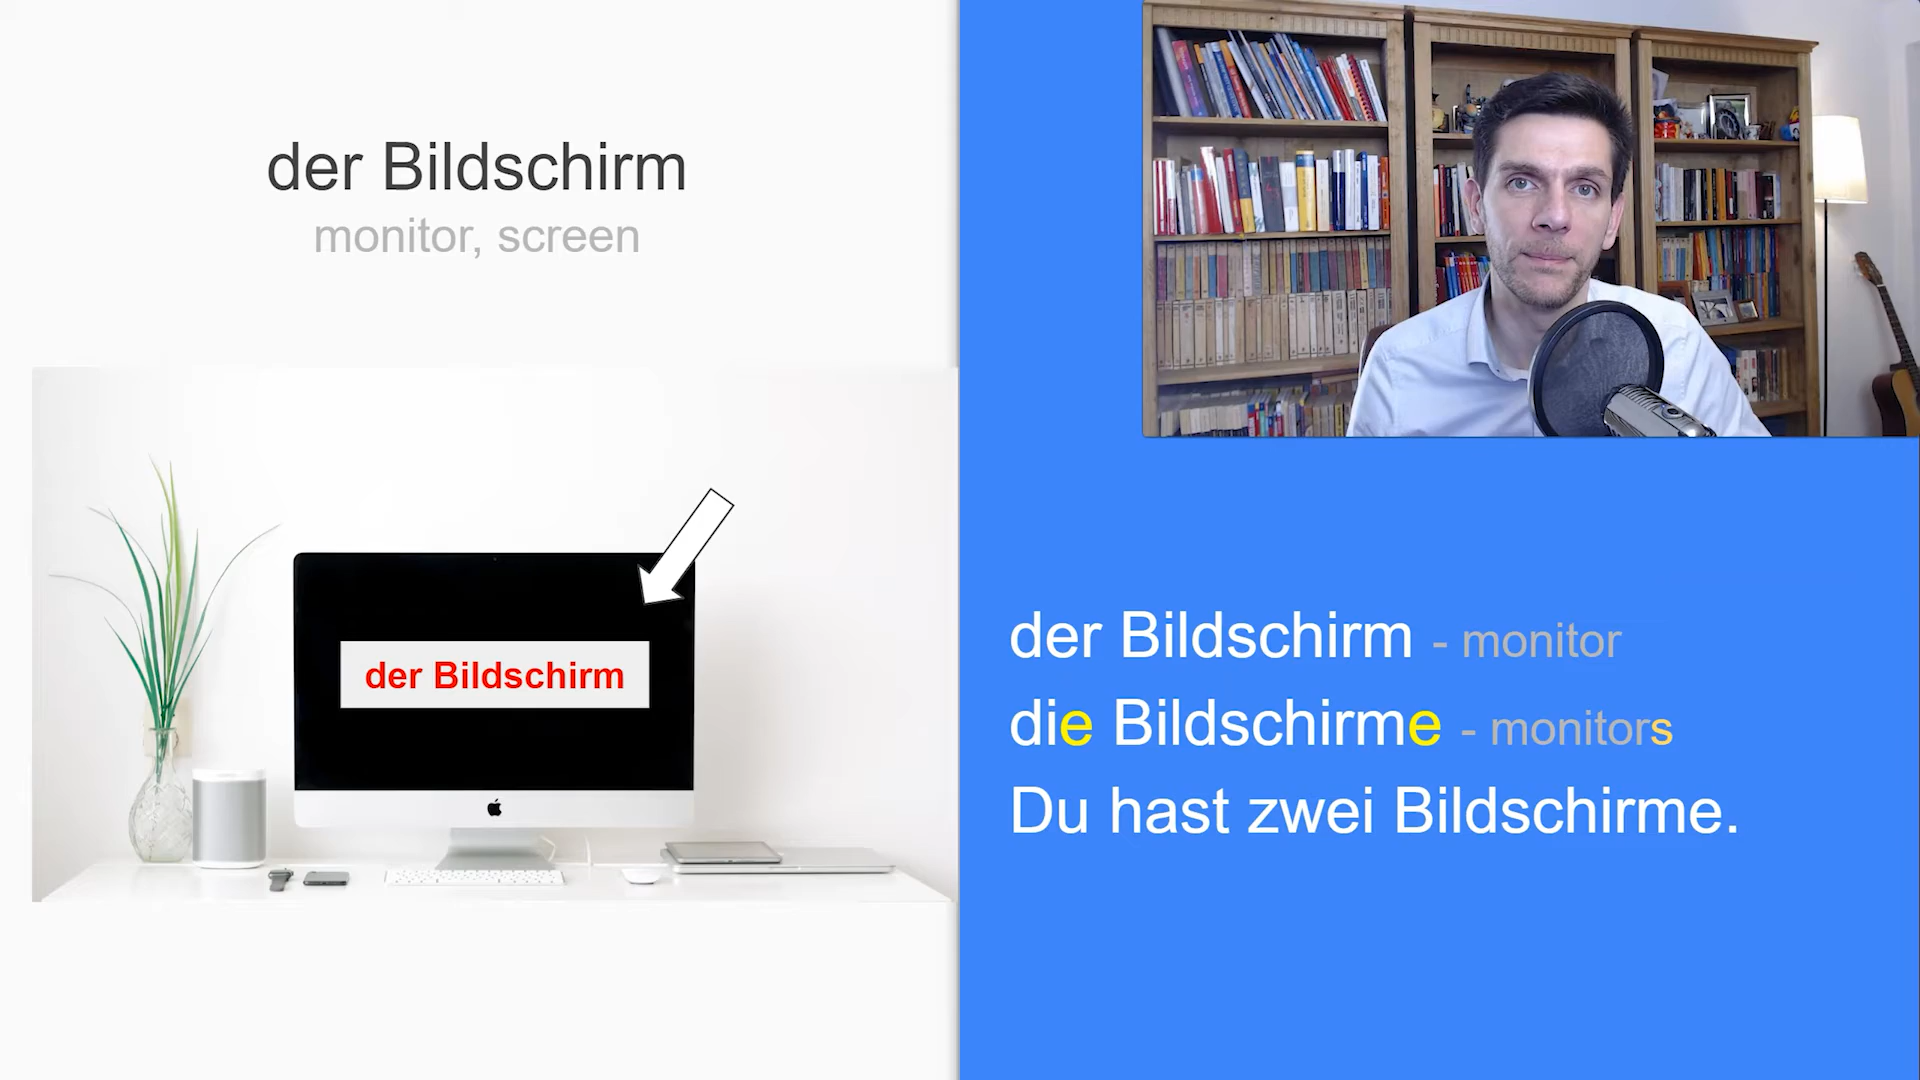 der Bildschirm
monitor, screen
der Bildschirm
der Bildschirm - monitor
die Bildschirme - monitors
Du hast zwei Bildschirme.